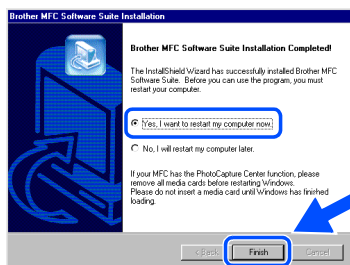 Brother MFC Software Suite Installation
Brother MFC Software Suite Installation Completed!
The InstallShield Wizard has successfully installed Brother MFC
Software Suite. Before you can use the program, you must
restart your computer.
Yes, I want to restart my computer now.
No, I will restart my computer later.
If your MFC has the PhotoCapture Center function, please
remove all media cards before restarting Windows.
Please do not insert a media card until Windows has finished
loading.
< Back
Finish
Cancel